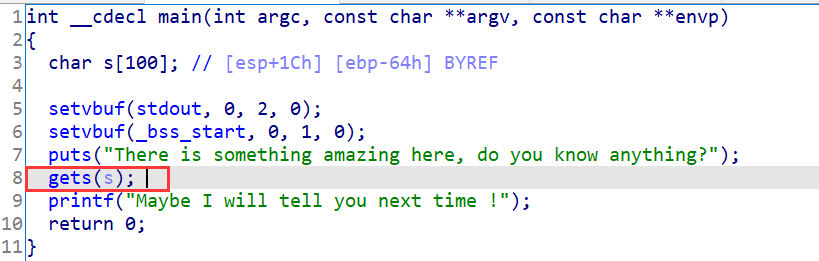 1 int __cdecl main(int argc, const char **argv, const char **envp)
2 {
3 char s[100]; // [esp+1Ch] [ebp-64h] BYREF
4
5 setvbuf(stdout, 0, 2, 0);
6 setvbuf(_bss_start, 0, 1, 0);
7 puts("There is something amazing here, do you know anything?");
8 gets(s);
9 printf("Maybe I will tell you next time !");
10 return 0;
11 }